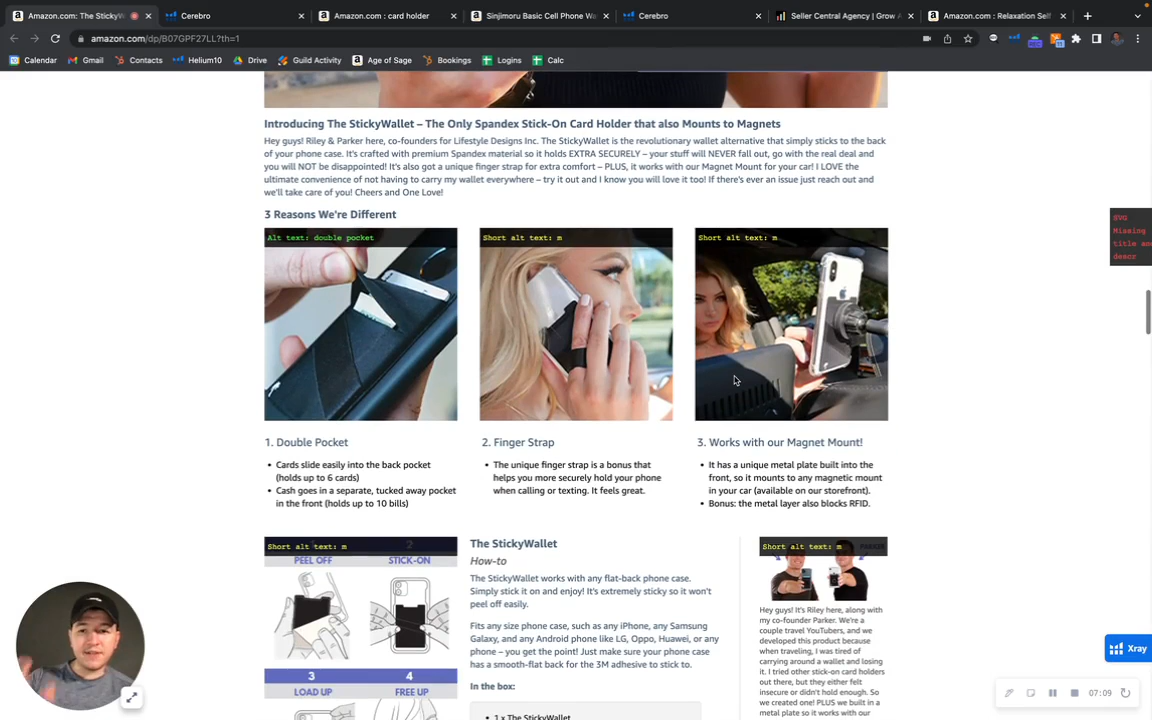 Amazon.com: The StickyW
Cerebro
Amazon.com : card holder
Sinjimoru Basic Cell Phone Wa
Cerebro
Seller Central Agency | Grow A
Amazon.com : Relaxation Self
amazon.com/dp/B07GPF27LL?th=1
Calendar
Gmail
Contacts
Helium10
Drive
Guild Activity
Age of Sage
Bookings
Logins
Calc
Introducing The StickyWallet – The Only Spandex Stick-On Card Holder that also Mounts to Magnets
Hey guys! Riley & Parker here, co-founders for Lifestyle Designs Inc. The StickyWallet is the revolutionary wallet alternative that simply sticks to the back
of your phone case. It's crafted with premium Spandex material so it holds EXTRA SECURELY – your stuff will NEVER fall out, go with the real deal and
you will NOT be disappointed! It's also got a unique finger strap for extra comfort – PLUS, it works with our Magnet Mount for your car! I LOVE the
ultimate convenience of not having to carry my wallet everywhere – try it out and I know you will love it too! If there's ever an issue just reach out and
we'll take care of you! Cheers and One Love!
3 Reasons We're Different
Alt text: double pocket
Short alt text: m
Short alt text: m
SVG
Missing
title an
descr
1. Double Pocket
2. Finger Strap
3. Works with our Magnet Mount!
• Cards slide easily into the back pocket
(holds up to 6 cards)
• Cash goes in a separate, tucked away pocket
in the front (holds up to 10 bills)
• The unique finger strap is a bonus that
helps you more securely hold your phone
when calling or texting. It feels great.
• It has a unique metal plate built into the
front, so it mounts to any magnetic mount
in your car (available on our storefront).
• Bonus: the metal layer also blocks RFID.
Short alt text: m
PEEL OFF
STICK-ON
3
4
LOAD UP
FREE UP
The StickyWallet
How-to
The StickyWallet works with any flat-back phone case.
Simply stick it on and enjoy! It's extremely sticky so it won't
peel off easily.
Fits any size phone case, such as any iPhone, any Samsung
Galaxy, and any Android phone like LG, Oppo, Huawei, or any
phone – you get the point! Just make sure your phone case
has a smooth-flat back for the 3M adhesive to stick to.
In the box:
• 1 x The StickyWallet
Short alt text: m
Hey guys! It's Riley here, along with
my co-founder Parker. We're a
couple travel YouTubers, and we
developed this product because
when traveling, I was tired of
carrying around a wallet and losing
it. I tried other stick-on card holders
out there, but they either felt
insecure or didn't hold enough. So
we created one! PLUS we built in a
metal plate so it works with our
Xray
07:09